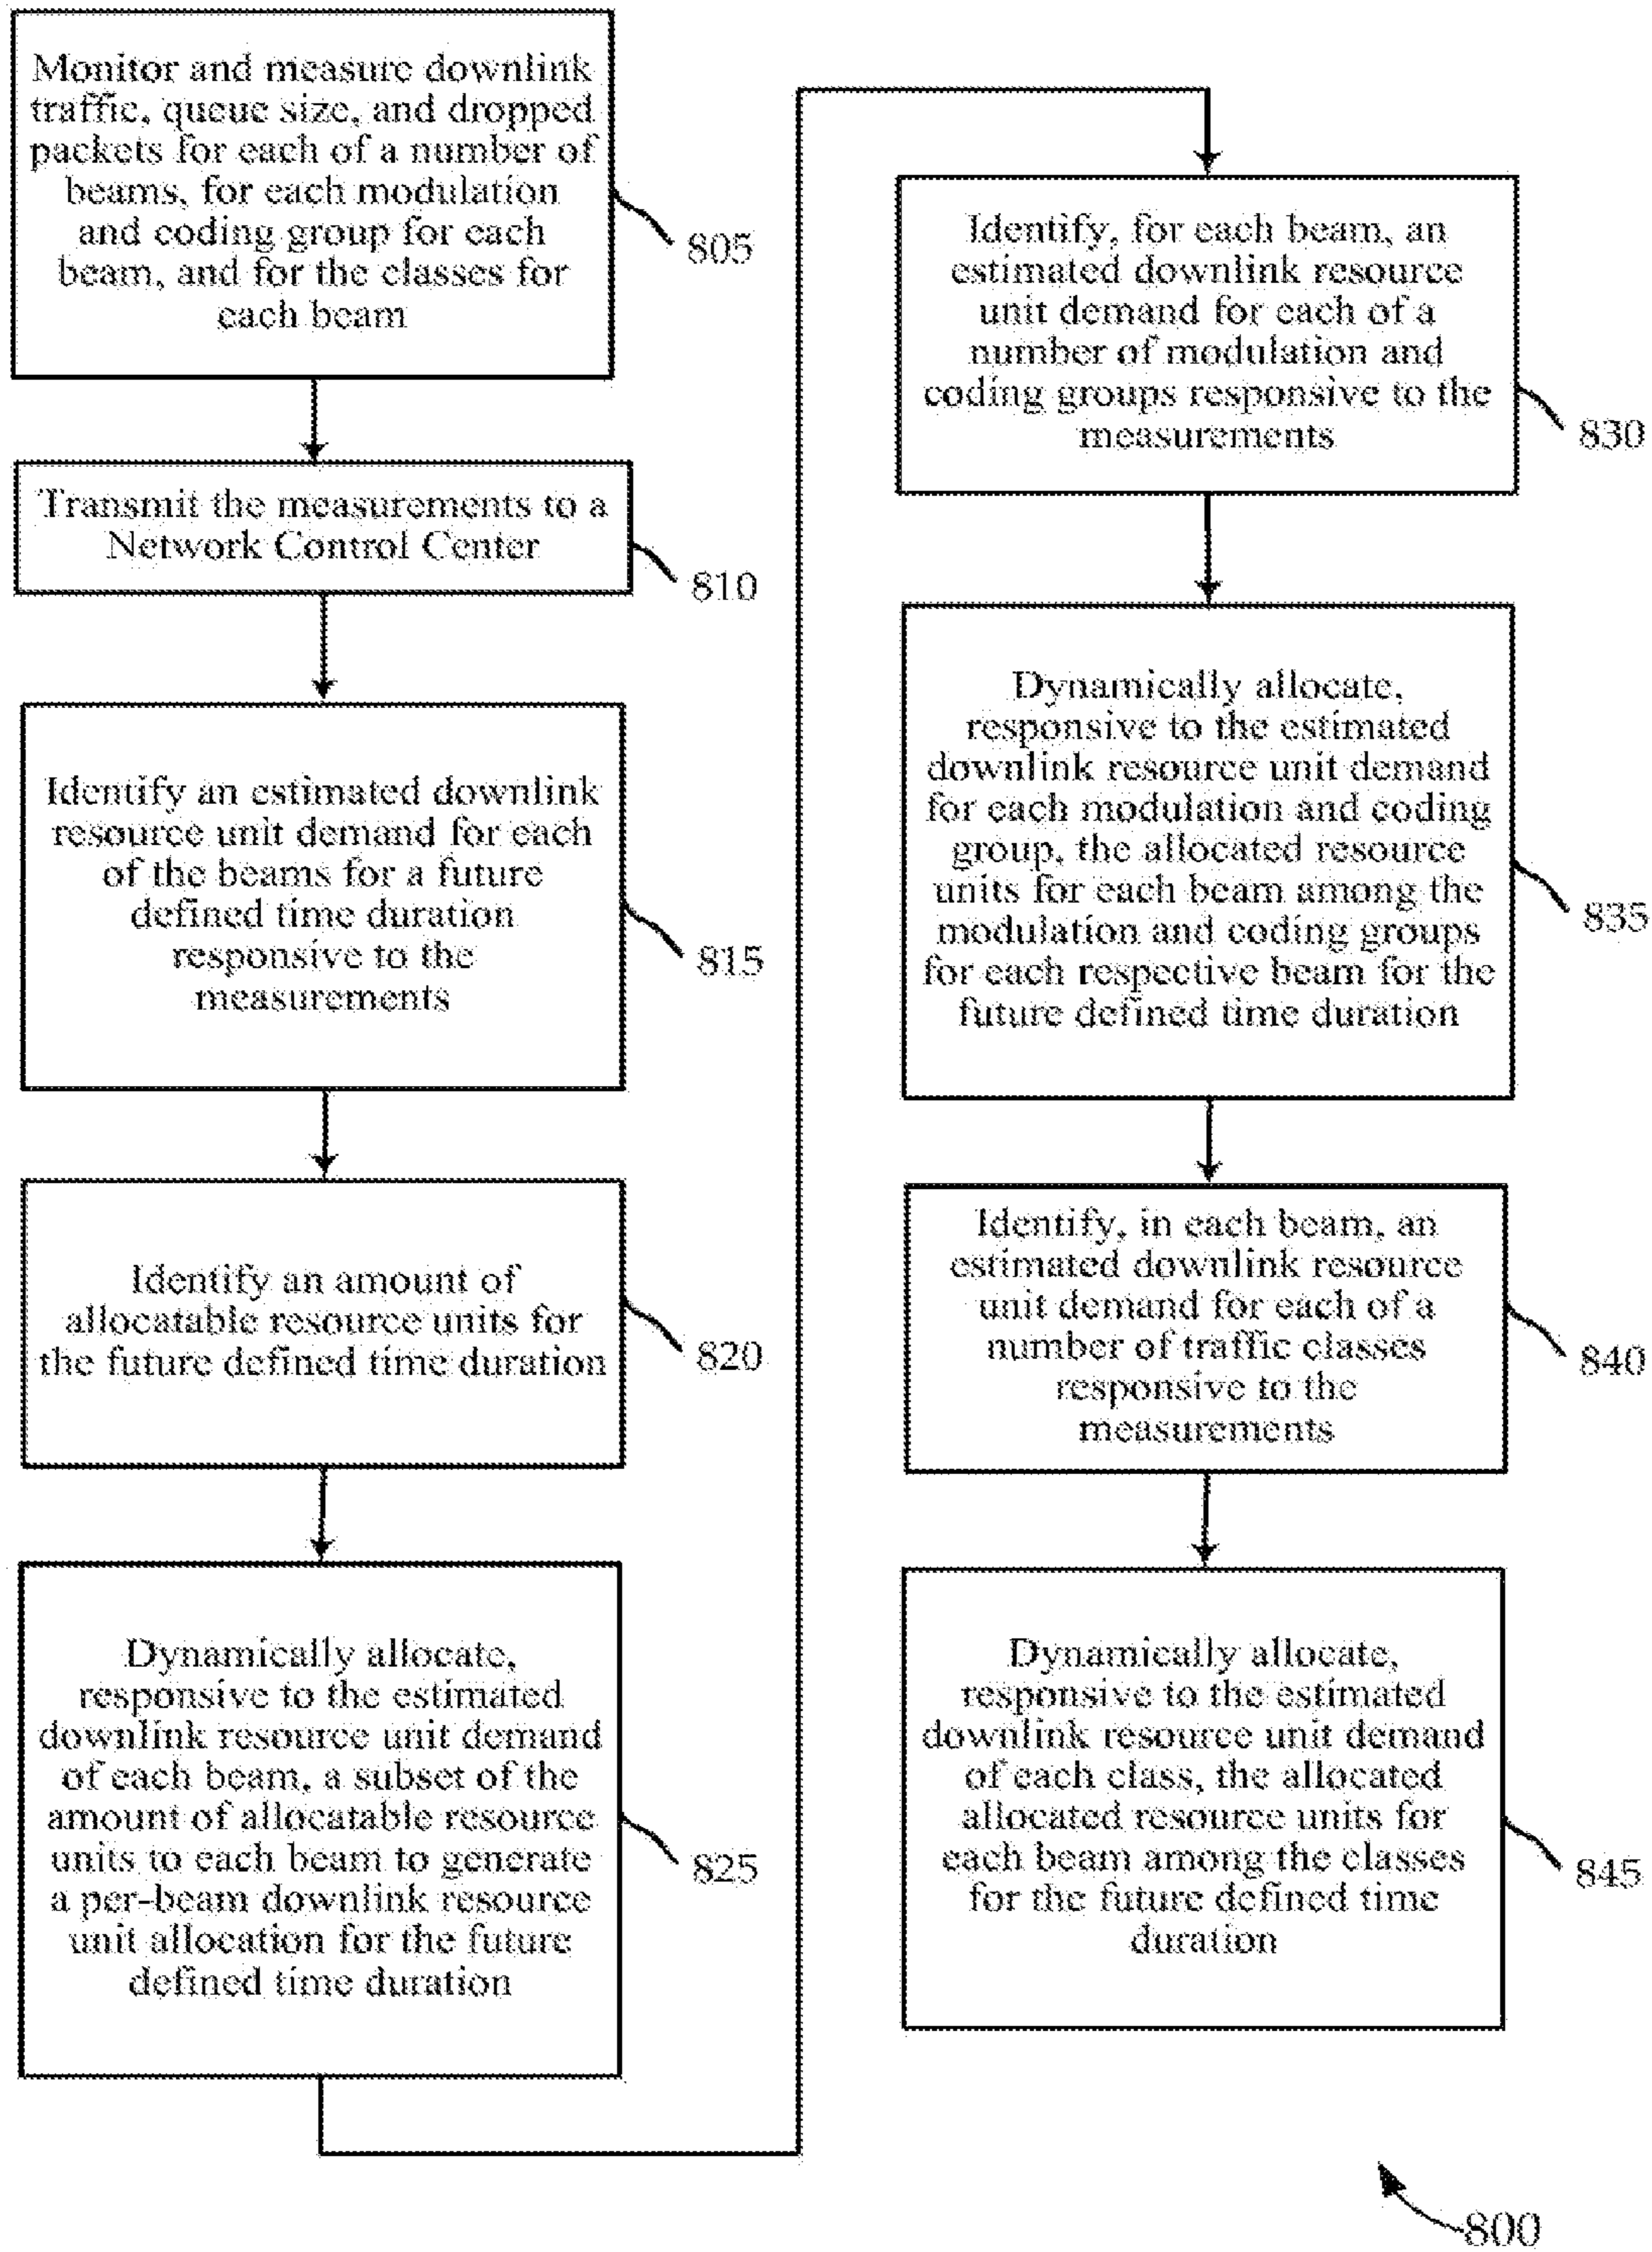 Monitor and measure downlink
traffic, queue size, and dropped
packets for each of a number of
beams, for each modulation
and coding group for each
beam, and for the classes for
each beam
805
Transmit the measurements to a
Network Control Center
810
Identify an estimated downlink
resource unit demand for each
of the beams for a future
defined time duration
responsive to the
measurements
815
Identify an amount of
allocatable resource units for
the future defined time duration
820
Dynamically allocate,
responsive to the estimated
downlink resource unit demand
of each beam, a subset of the
amount of allocatable resource
units to each beam to generate
a per-beam downlink resource
unit allocation for the future
defined time duration
825
Identify, for each beam, an
estimated downlink resource
unit demand for each of a
number of modulation and
coding groups responsive to the
measurements
830
Dynamically allocate,
responsive to the estimated
downlink resource unit demand
for each modulation and coding
group, the allocated resource
units for each beam among the
modulation and coding groups
for each respective beam for the
future defined time duration
835
Identify, in each beam, an
estimated downlink resource
unit demand for each of a
number of traffic classes
responsive to the
measurements
840
Dynamically allocate,
responsive to the estimated
downlink resource unit demand
of each class, the allocated
allocated resource units for
each beam among the classes
for the future defined time
duration
845
800